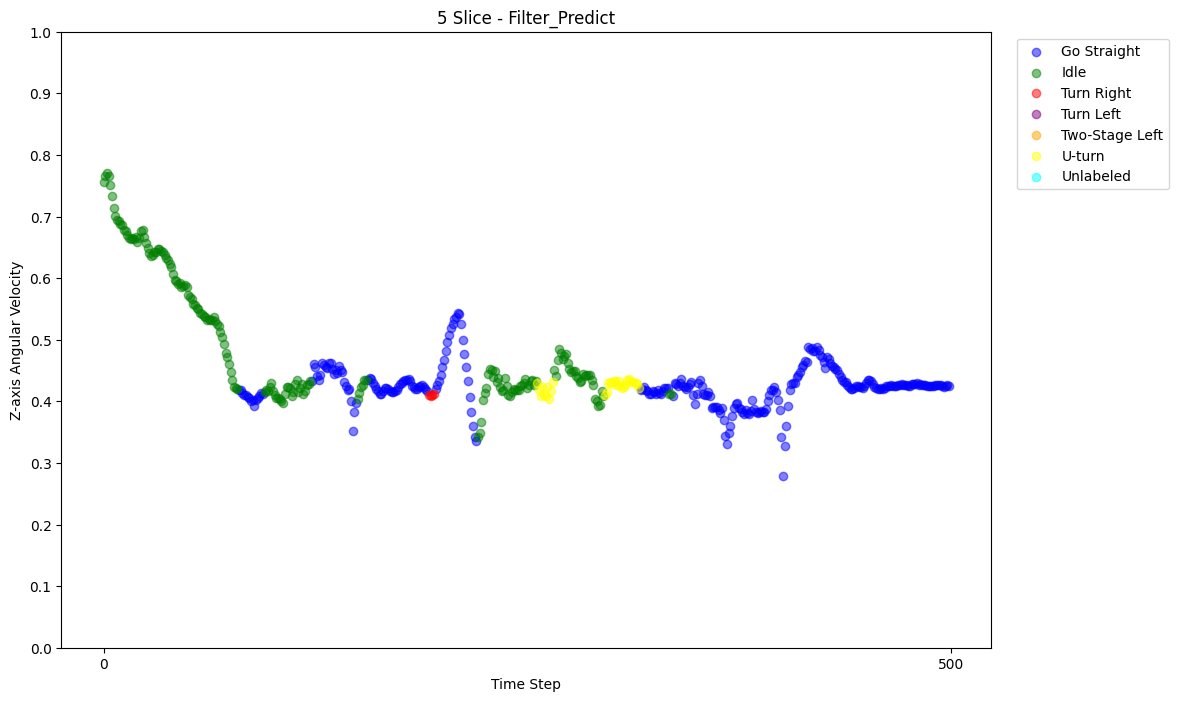 5 Slice - Filter_Predict
1.0
0.9
0.8
0.7
0.6
0.5
0.4
0.3
0.2
0.1
0.0
Z-axis Angular Velocity
0
500
Time Step
Go Straight
Idle
Turn Right
Turn Left
Two-Stage Left
U-turn
Unlabeled